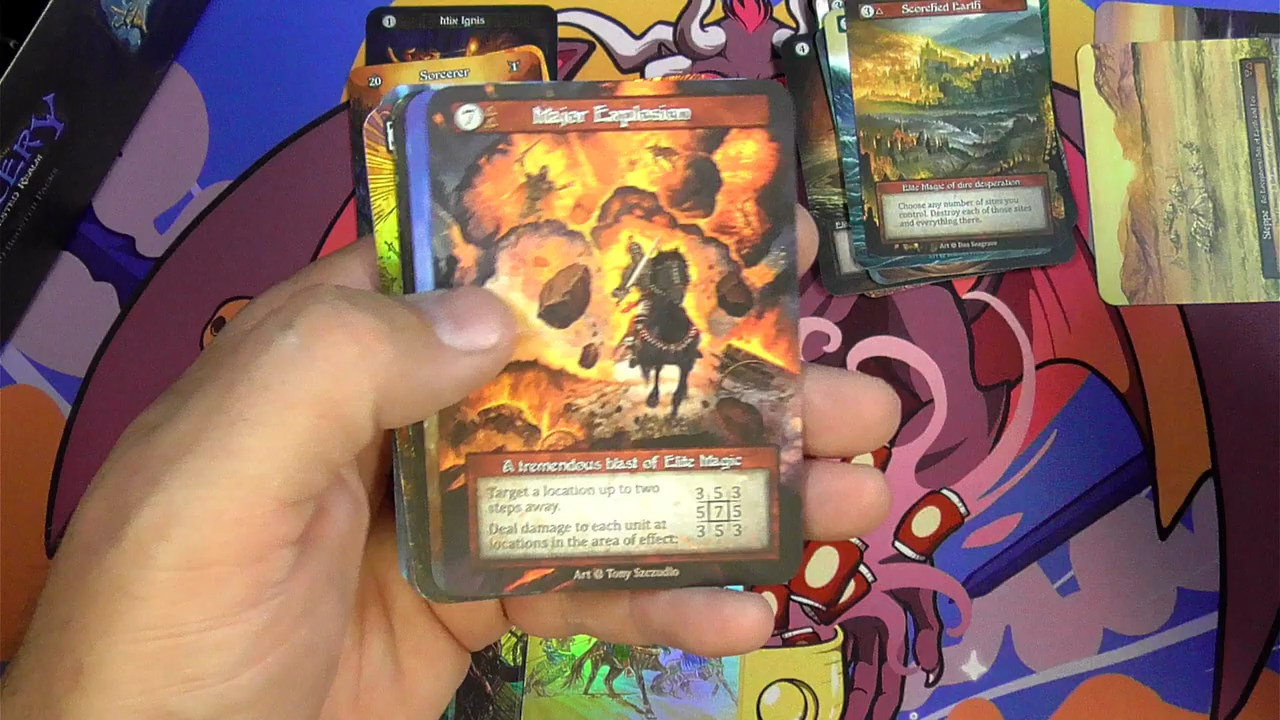 1
Mix Ignis
20
Sorcerer
1
4
3
Scorched Earth
Elite Magic of dire desperation
Choose any number of sites you
control. Destroy each of those sites
and everything there.
Art @ Dan Seagrave
Steppe
7
Major Explosion
A tremendous blast of Elite Magic
Target a location up to two
steps away.
Deal damage to each unit at
locations in the area of effect:
3 5 3
5 7 5
3 5 3
Art @ Tony Szczudlo